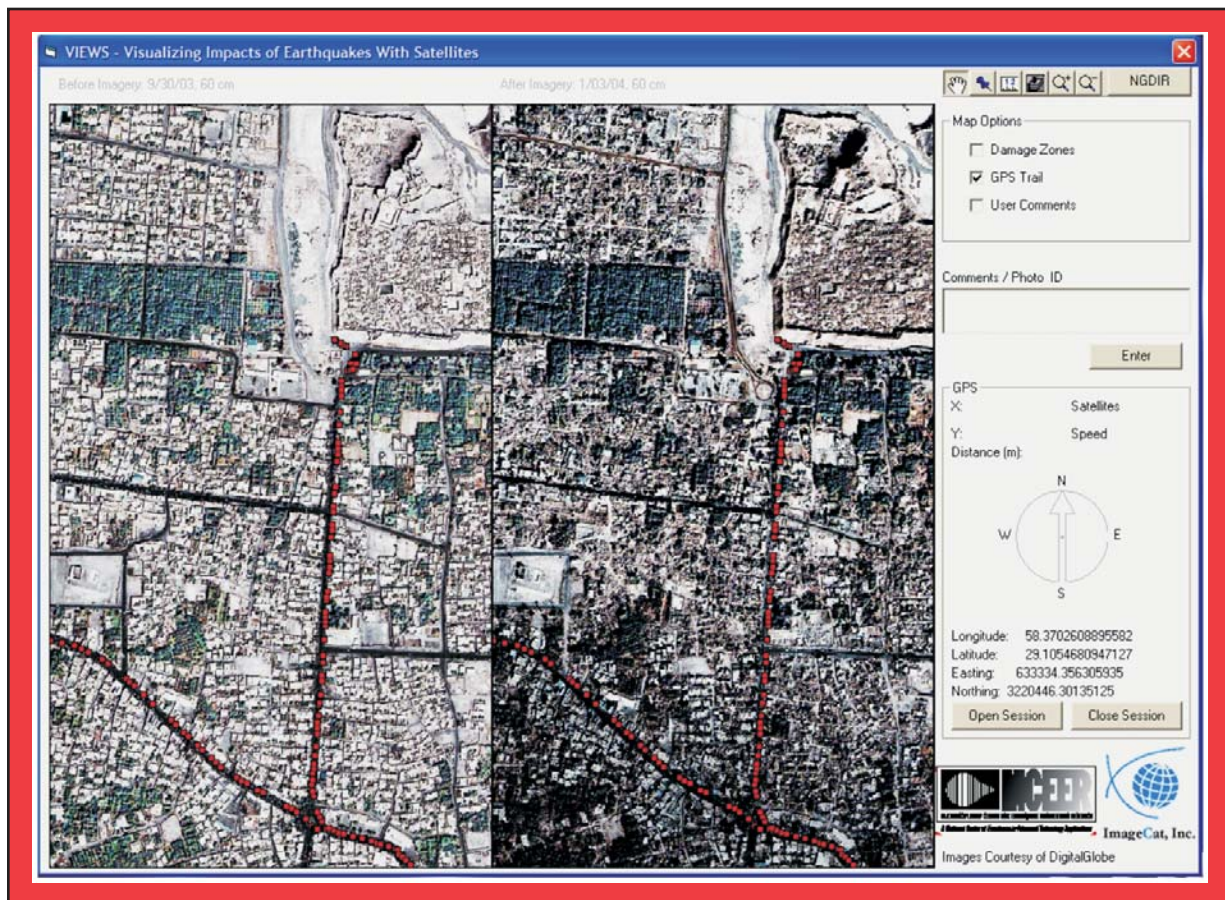 VIEWS - Visualizing Impacts of Earthquakes With Satellites
Before Imagery: 9/30/03, 60 cm
After Imagery: 1/03/04, 60 cm
NGDIR
Map Options
Damage Zones
GPS Trail
User Comments
Comments / Photo ID
Enter
GPS
X:
Satellites
Y:
Speed
Distance (m):
N
W
E
S
Longitude: 58.3702608895582
Latitude: 29.1054680947127
Easting: 633334.356305935
Northing: 3220446.30135125
Open Session
Close Session
MCEER
ImageCat, Inc.
Images Courtesy of DigitalGlobe